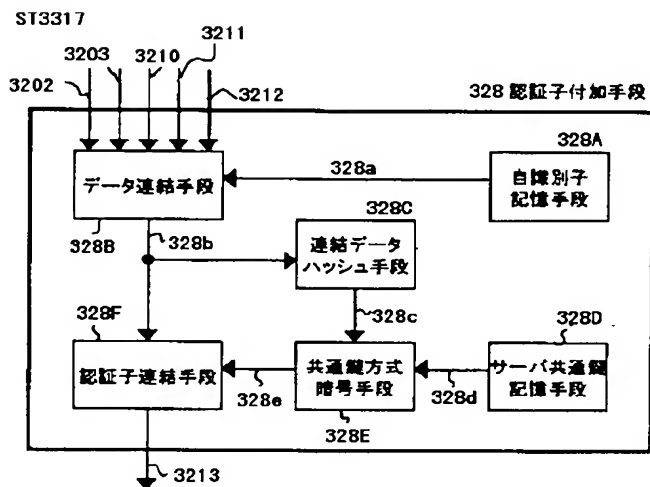 ST3317
3202
3203
3210
3211
3212
328 認証子付加手段
328A
自識別子
記憶手段
328a
データ連結手段
328B
328b
328C
連結データ
ハッシュ手段
328c
328F
認証子連結手段
328e
共通鍵方式
暗号手段
328E
328d
328D
サーバ共通鍵
記憶手段
3213